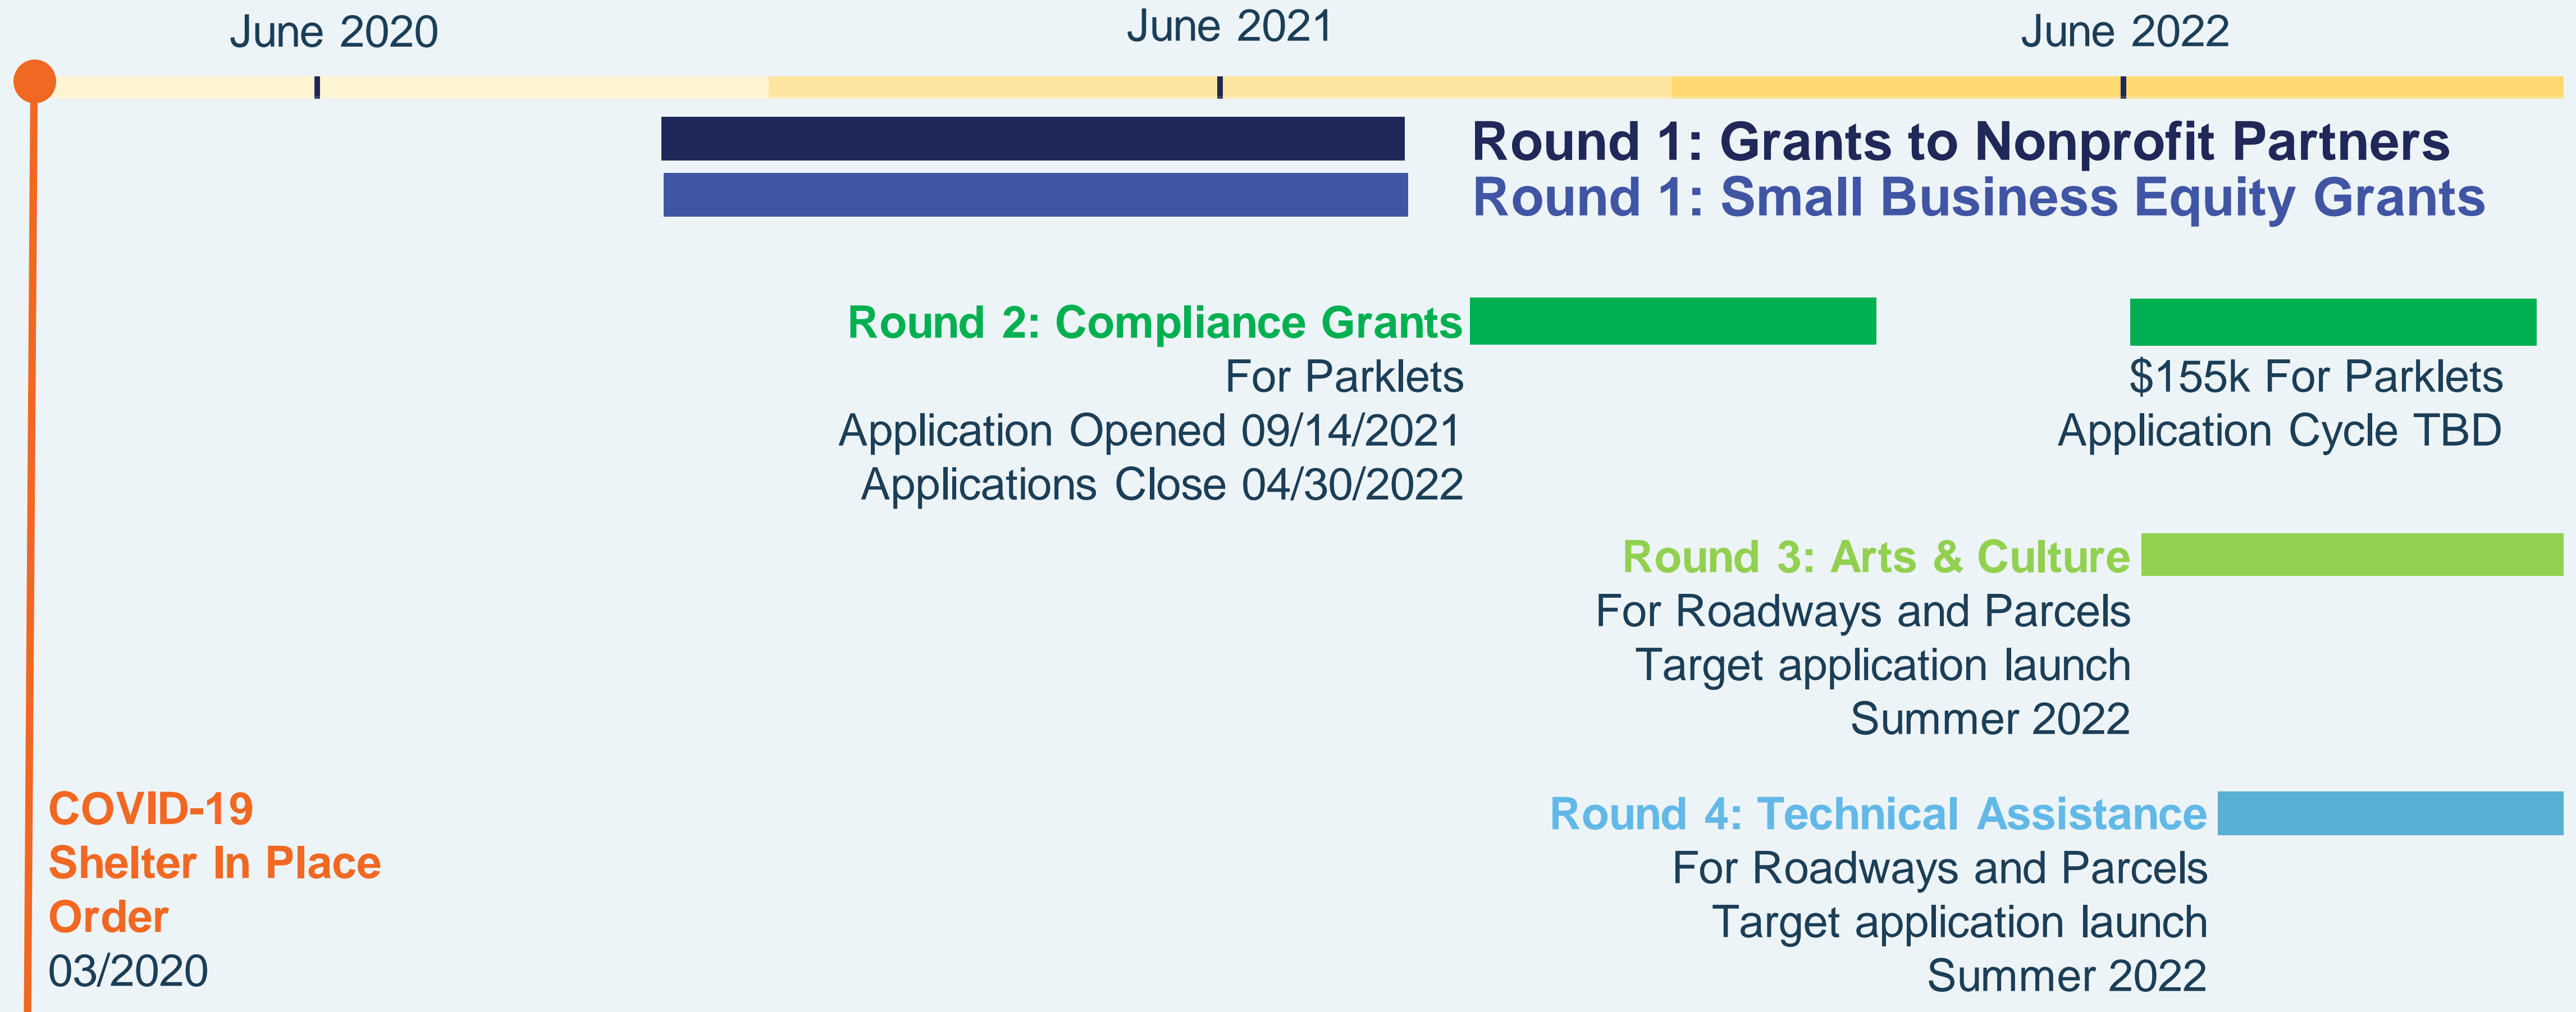 June 2020
June 2021
June 2022
Round 1: Grants to Nonprofit Partners
Round 1: Small Business Equity Grants
Round 2: Compliance Grants
For Parklets
Application Opened 09/14/2021
Applications Close 04/30/2022
$155k For Parklets
Application Cycle TBD
Round 3: Arts & Culture
For Roadways and Parcels
Target application launch
Summer 2022
COVID-19
Shelter In Place
Order
03/2020
Round 4: Technical Assistance
For Roadways and Parcels
Target application launch
Summer 2022